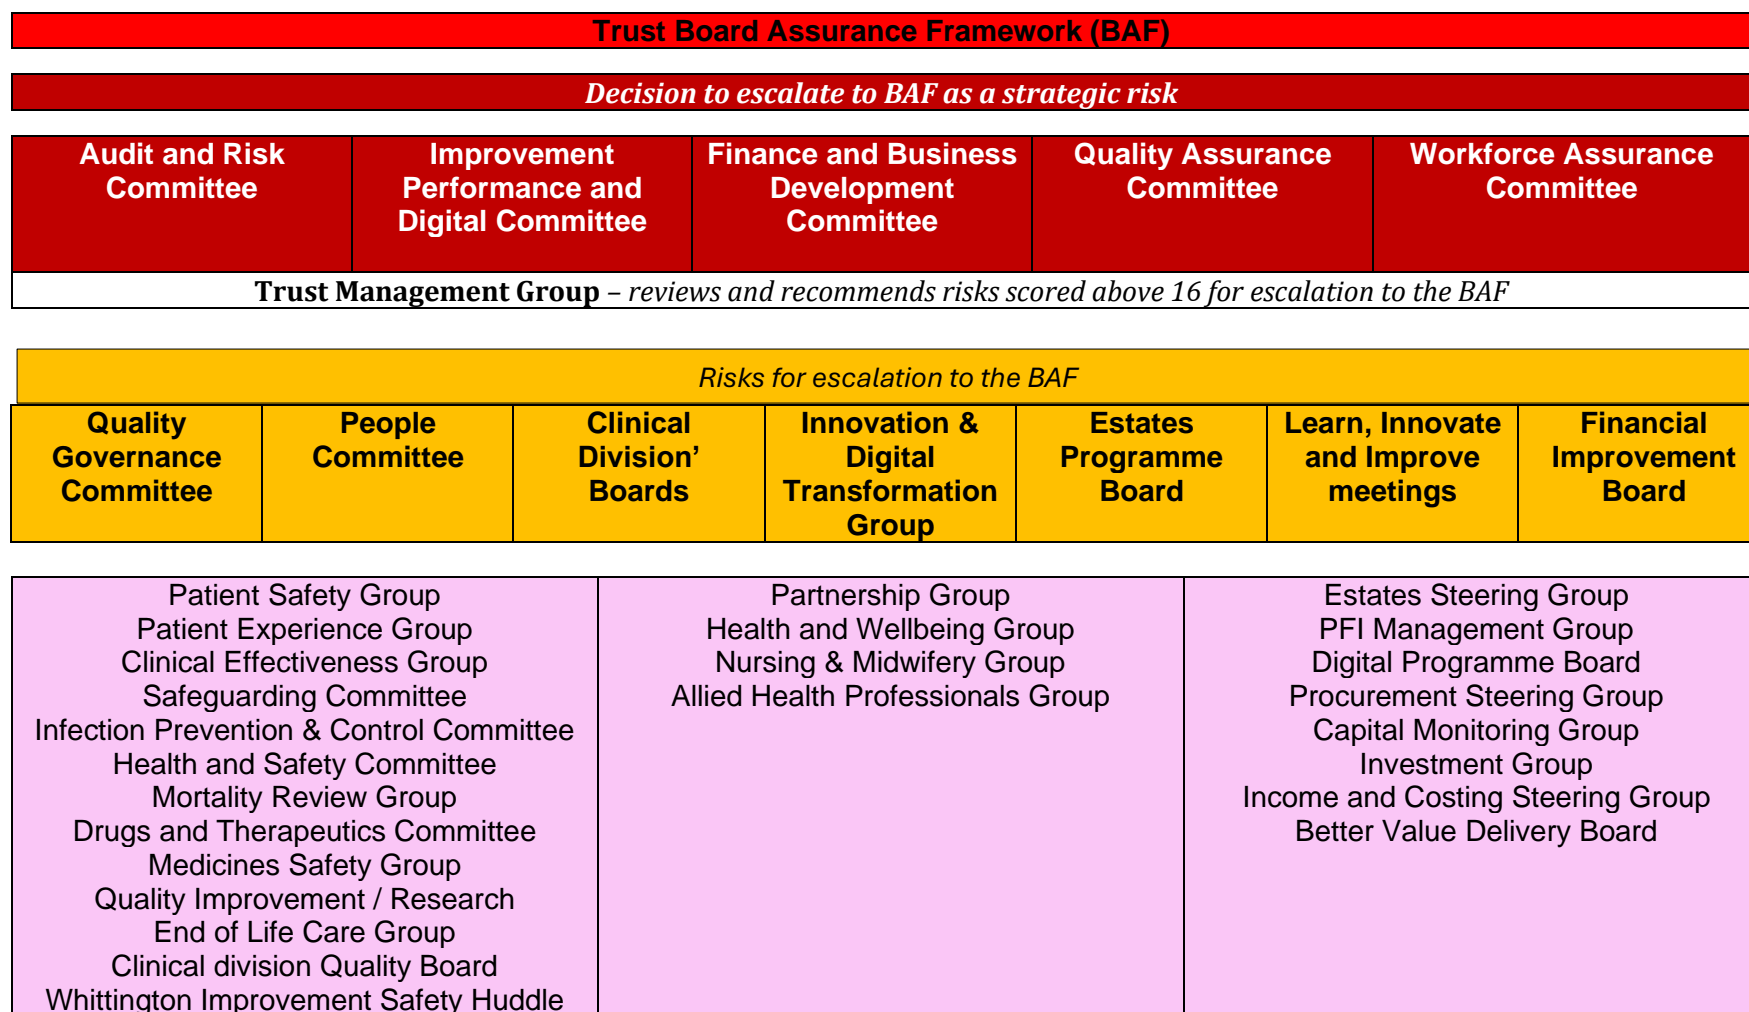 Trust Board Assurance Framework (BAF)
Decision to escalate to BAF as a strategic risk
Audit and Risk
Committee
Improvement
Performance and
Digital Committee
Finance and Business
Development
Committee
Quality Assurance
Committee
Workforce Assurance
Committee
Trust Management Group – reviews and recommends risks scored above 16 for escalation to the BAF
Risks for escalation to the BAF
Quality
Governance
Committee
People
Committee
Clinical
Division’
Boards
Innovation &
Digital
Transformation
Group
Estates
Programme
Board
Learn, Innovate
and Improve
meetings
Financial
Improvement
Board
Patient Safety Group
Patient Experience Group
Clinical Effectiveness Group
Safeguarding Committee
Infection Prevention & Control Committee
Health and Safety Committee
Mortality Review Group
Drugs and Therapeutics Committee
Medicines Safety Group
Quality Improvement / Research
End of Life Care Group
Clinical division Quality Board
Whittington Improvement Safety Huddle
Partnership Group
Health and Wellbeing Group
Nursing & Midwifery Group
Allied Health Professionals Group
Estates Steering Group
PFI Management Group
Digital Programme Board
Procurement Steering Group
Capital Monitoring Group
Investment Group
Income and Costing Steering Group
Better Value Delivery Board